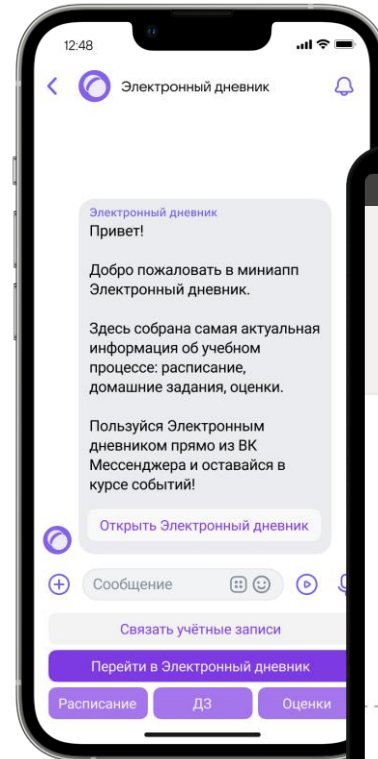 12:48
Электронный дневник
Электронный дневник
Привет!
Добро пожаловать в миниапп
Электронный дневник.
Здесь собрана самая актуальная
информация об учебном
процессе: расписание,
домашние задания, оценки.
Пользуйся Электронным
дневником прямо из ВК
Мессенджера и оставайся в
курсе событий!
Открыть Электронный дневник
Сообщение
Связать учётные записи
Перейти в Электронный дневник
Расписание
ДЗ
Оценки